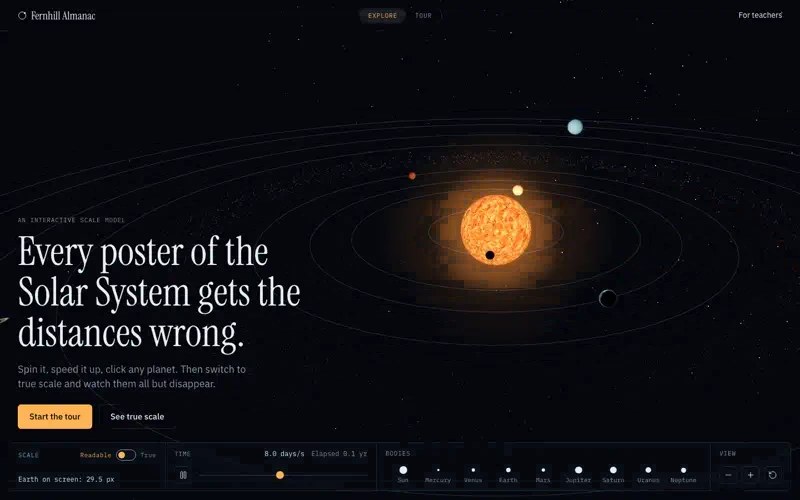 Fernhill Almanac
EXPLORE TOUR
For teachers
AN INTERACTIVE SCALE MODEL
Every poster of the
Solar System gets the
distances wrong.
Spin it, speed it up, click any planet. Then switch to
true scale and watch them all but disappear.
Start the tour
See true scale
SCALE Readable True
Earth on screen: 29.5 px
TIME 8.0 days/s Elapsed 0.1 yr
BODIES
Sun Mercury Venus Earth Mars Jupiter Saturn Uranus Neptune
VIEW